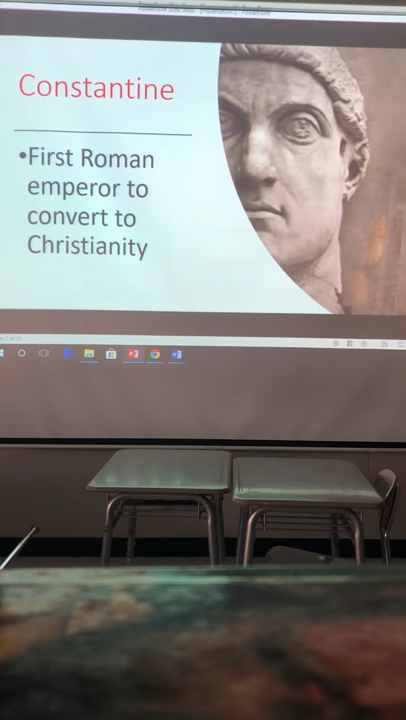 Constantine
•First Roman
emperor to
convert to
Christianity